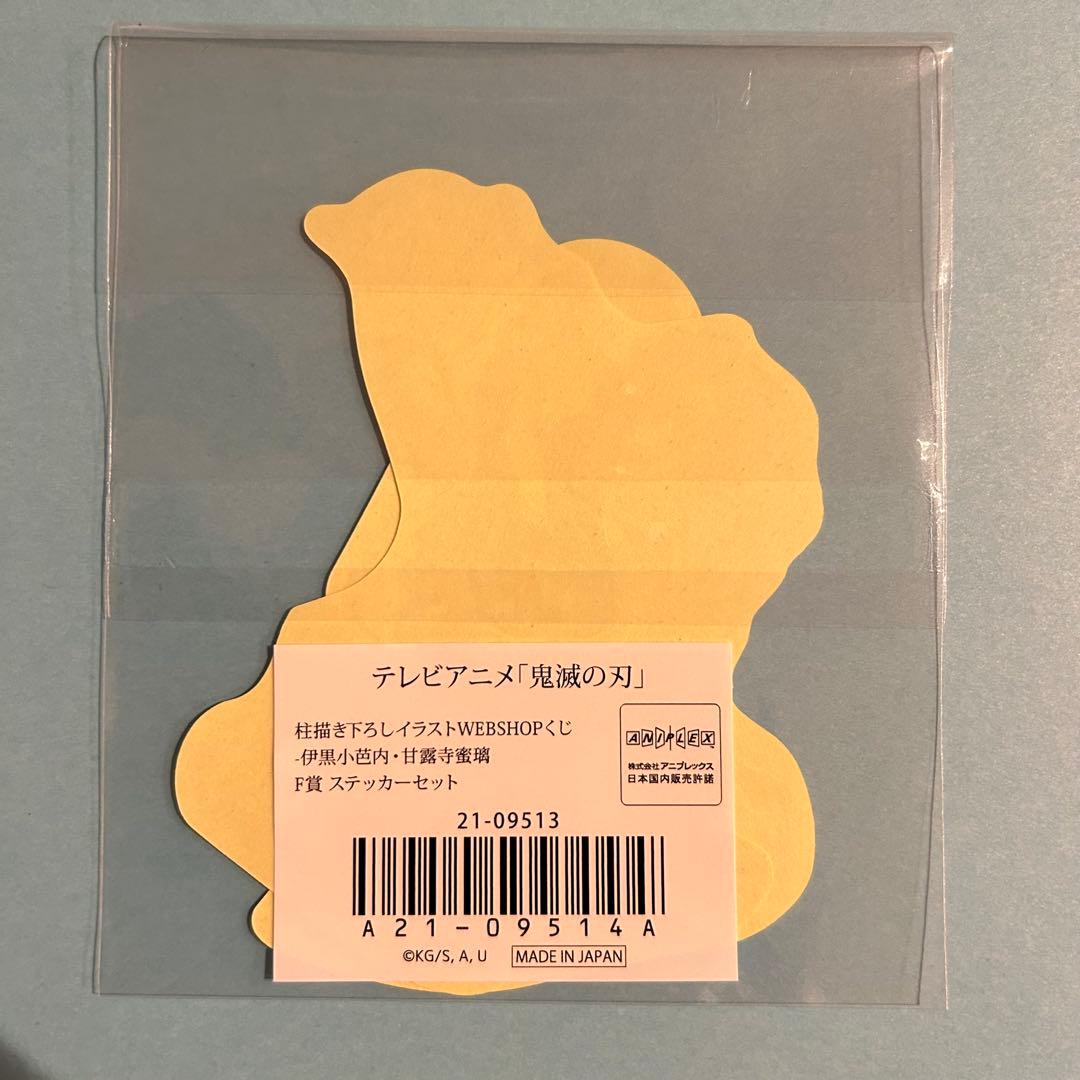 テレビアニメ「鬼滅の刃」
柱描き下ろしイラストWEBSHOPくじ
-伊黒小芭内・甘露寺蜜璃
F賞 ステッカーセット
ANIPLEX™
株式会社アニプレックス
日本国内販売許諾
21-09513
A21-09514A
©KG/S, A, U MADE IN JAPAN